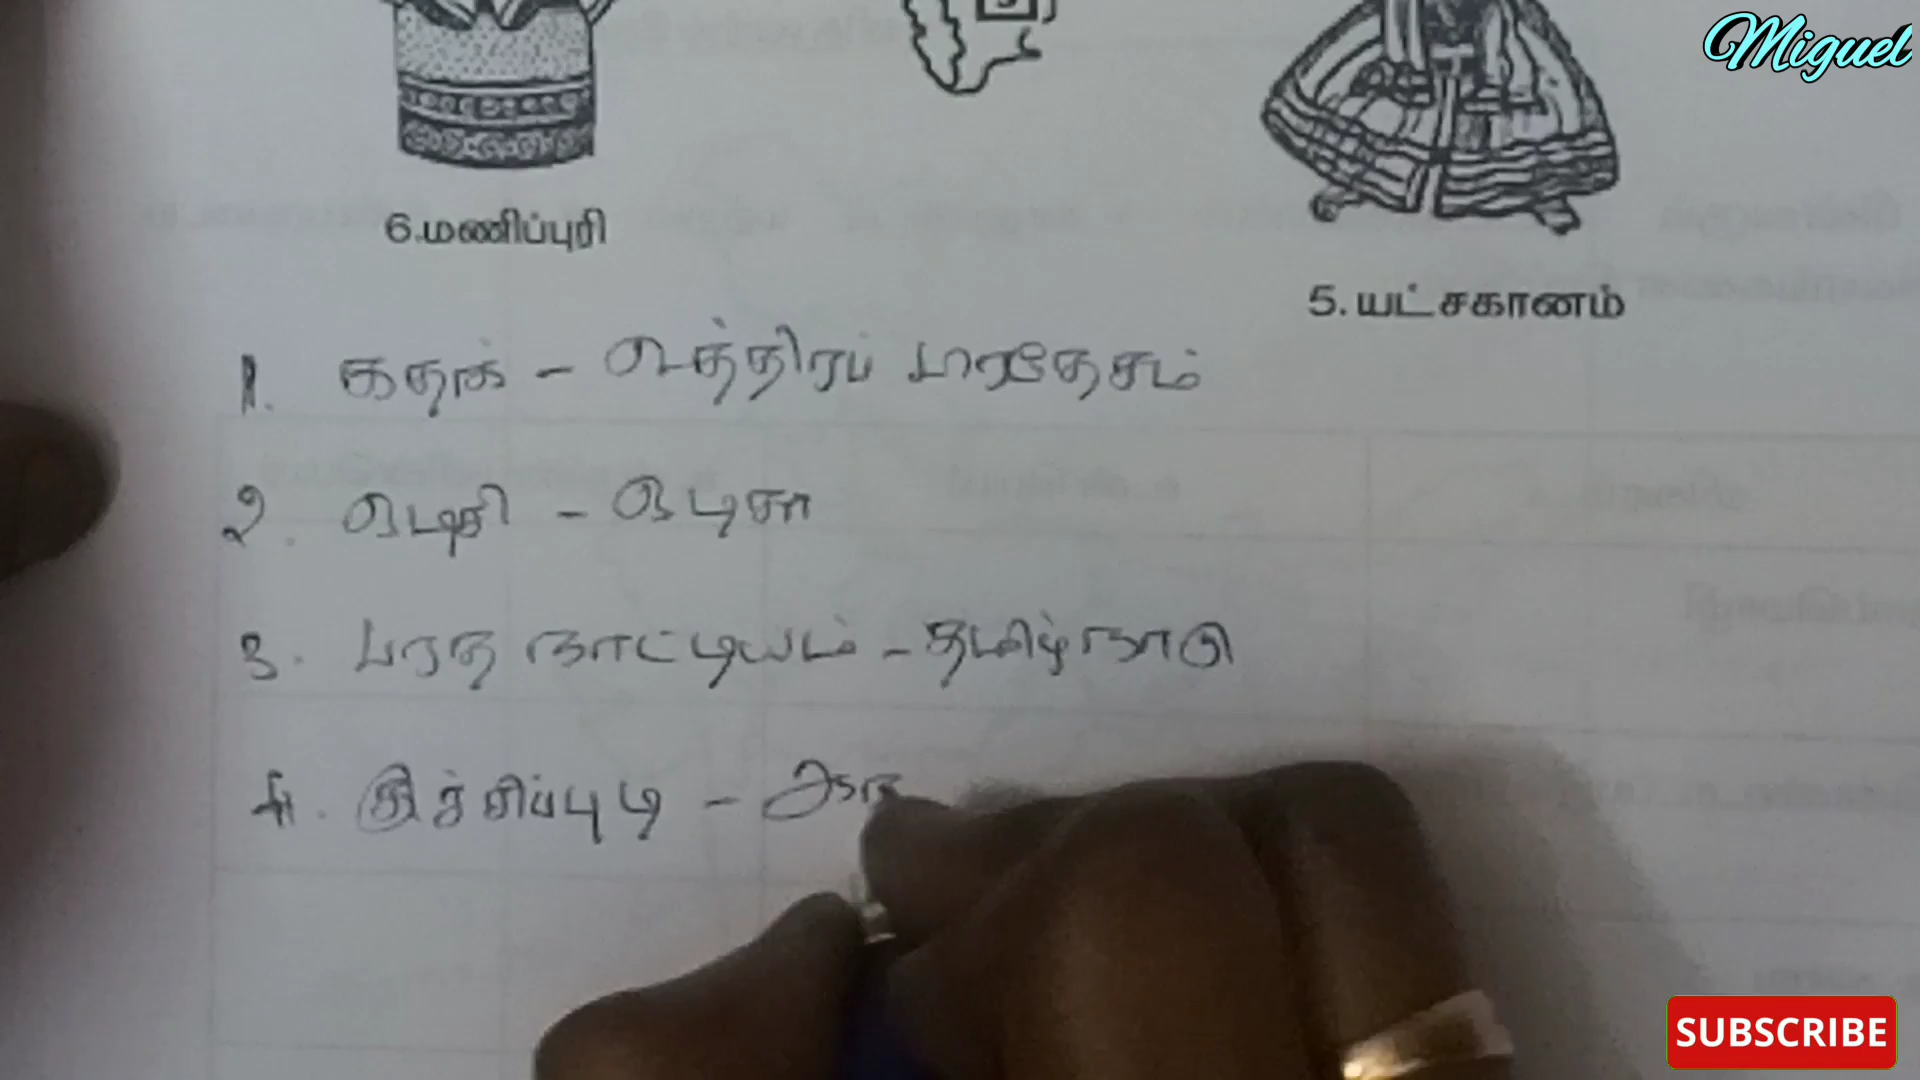 Miguel
6.மணிப்புரி
5. யட்சகானம்
1. கதக் - உத்திரப் பிரதேசம்
2. ஒடிசி - ஒடிசா
3. பரத நாட்டியம் - தமிழ்நாடு
4. குச்சிப்புடி -
SUBSCRIBE